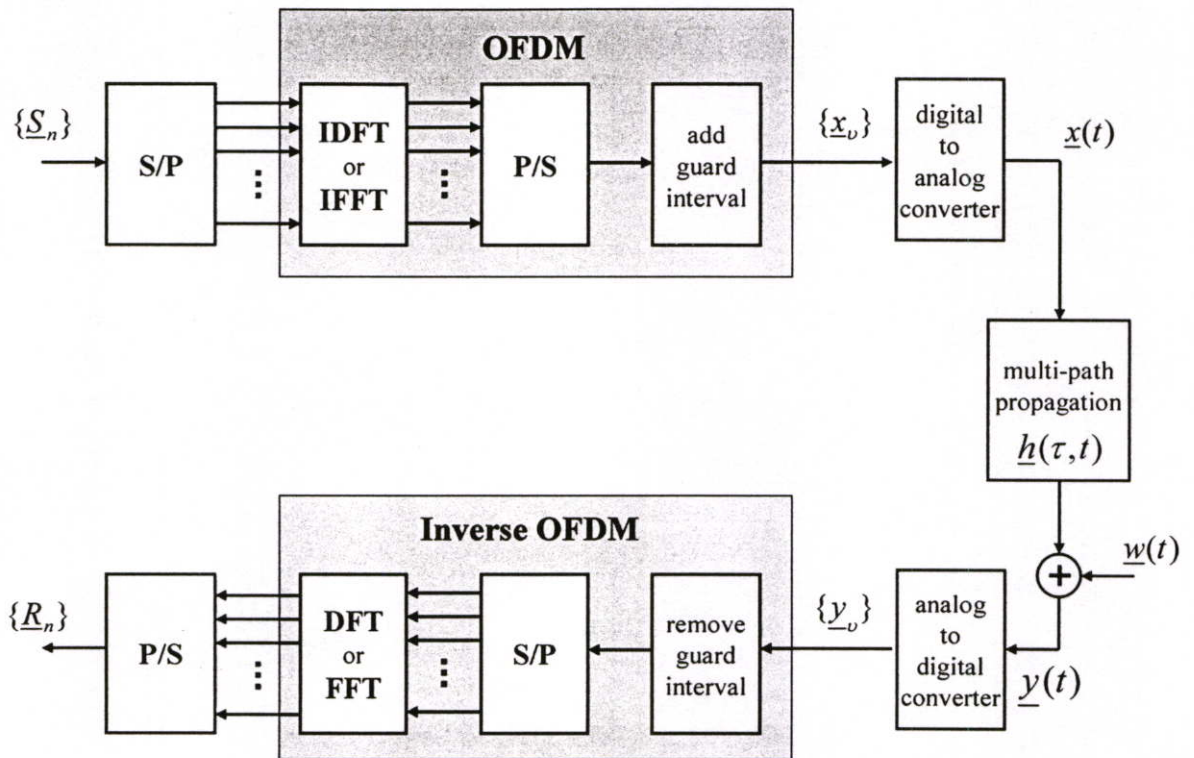 OFDM
{S_n}
S/P
⋮
IDFT
or
IFFT
⋮
P/S
add
guard
interval
{x_υ}
digital
to
analog
converter
x(t)
multi-path
propagation
h(τ,t)
+
w(t)
y(t)
analog
to
digital
converter
{y_υ}
Inverse OFDM
remove
guard
interval
S/P
⋮
DFT
or
FFT
⋮
P/S
{R_n}